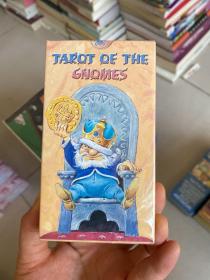 TAROT OF THE
GNOMES